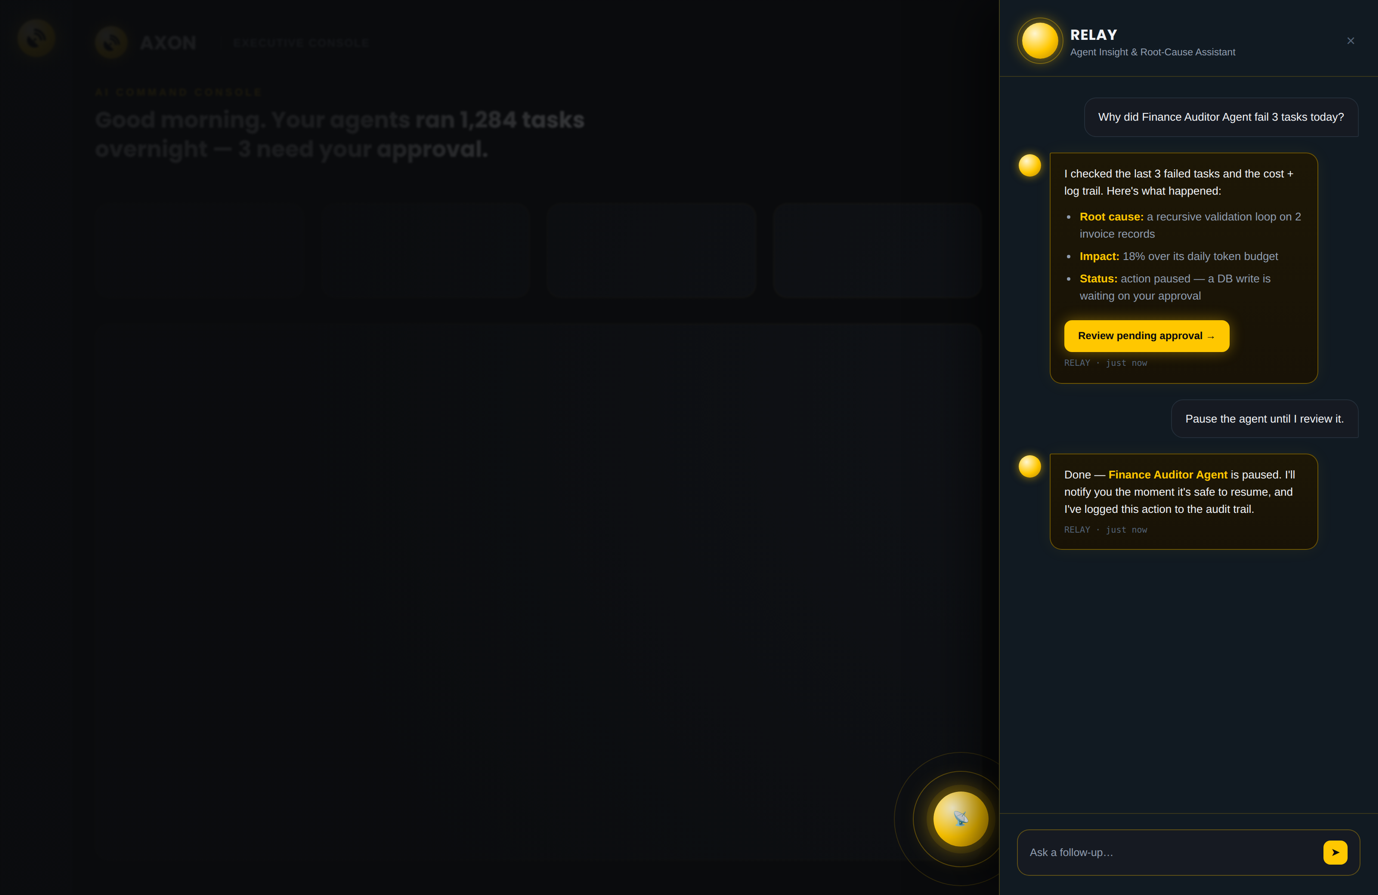 AXON
EXECUTIVE CONSOLE
AI COMMAND CONSOLE
Good morning. Your agents ran 1,284 tasks
overnight — 3 need your approval.
RELAY
Agent Insight & Root-Cause Assistant
×
Why did Finance Auditor Agent fail 3 tasks today?
I checked the last 3 failed tasks and the cost +
log trail. Here's what happened:
• Root cause: a recursive validation loop on 2
invoice records
• Impact: 18% over its daily token budget
• Status: action paused — a DB write is
waiting on your approval
Review pending approval →
RELAY · just now
Pause the agent until I review it.
Done — Finance Auditor Agent is paused. I'll
notify you the moment it's safe to resume, and
I've logged this action to the audit trail.
RELAY · just now
Ask a follow-up…